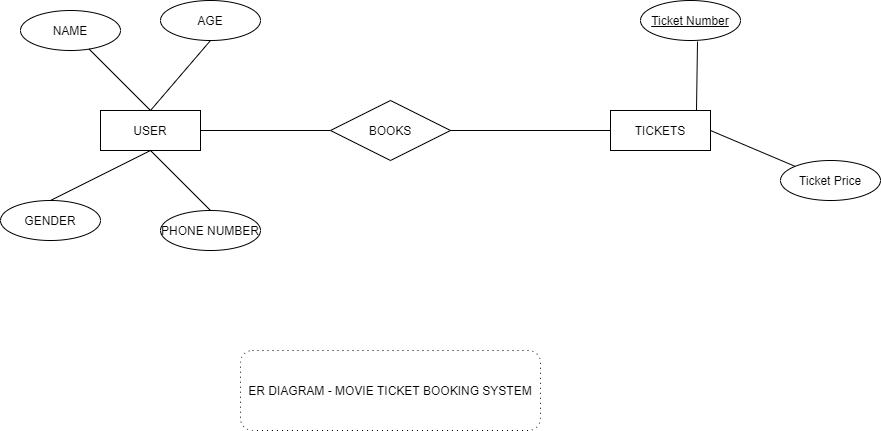 NAME
AGE
Ticket Number
USER
BOOKS
TICKETS
Ticket Price
GENDER
PHONE NUMBER
ER DIAGRAM - MOVIE TICKET BOOKING SYSTEM